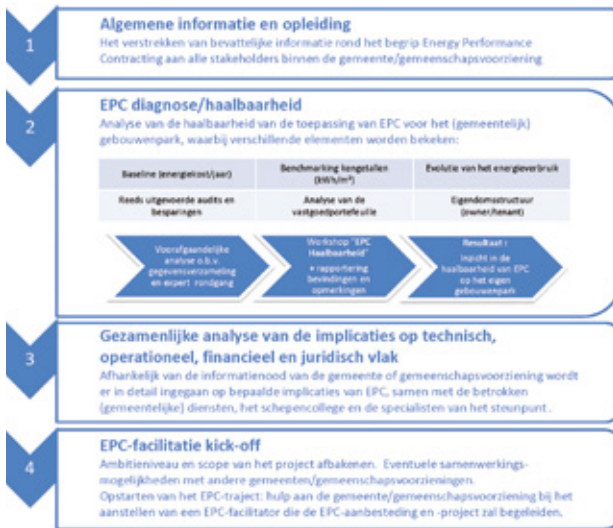 1
Algemene informatie en opleiding
Het verstrekken van bevattelijke informatie rond het begrip Energy Performance
Contracting aan alle stakeholders binnen de gemeente/gemeenschapsvoorziening
2
EPC diagnose/haalbaarheid
Analyse van de haalbaarheid van de toepassing van EPC voor het (gemeentelijk)
gebouwenpark, waarbij verschillende elementen worden bekeken:
Baseline (energiekost/jaar)
Benchmarking kengetallen
(kWh/m²)
Evolutie van het energieverbruik
Reeds uitgevoerde audits en
besparingen
Analyse van de
vastgoedportefeuille
Eigendomsstructuur
(owner/tenant)
Voorafgaandelijke
analyse o.b.v.
gegevensverzameling
en expert rondgang
Workshop "EPC
Haalbaarheid"
+ rapportering
bevindingen en
opmerkingen
Resultaat :
Inzicht in de
haalbaarheid van EPC
op het eigen
gebouwenpark
3
Gezamenlijke analyse van de implicaties op technisch,
operationeel, financieel en juridisch vlak
Afhankelijk van de informatienood van de gemeente of gemeenschapsvoorziening wordt
er in detail ingegaan op bepaalde implicaties van EPC, samen met de betrokken
(gemeentelijke) diensten, het schepencollege en de specialisten van het steunpunt.
4
EPC-facilitatie kick-off
Ambitieniveau en scope van het project afbakenen. Eventuele samenwerkings-
mogelijkheden met andere gemeenten/gemeenschapsvoorzieningen.
Opstarten van het EPC-traject: hulp aan de gemeente/gemeenschapsvoorziening bij het
aanstellen van een EPC-facilitator die de EPC-aanbesteding en -project zal begeleiden.